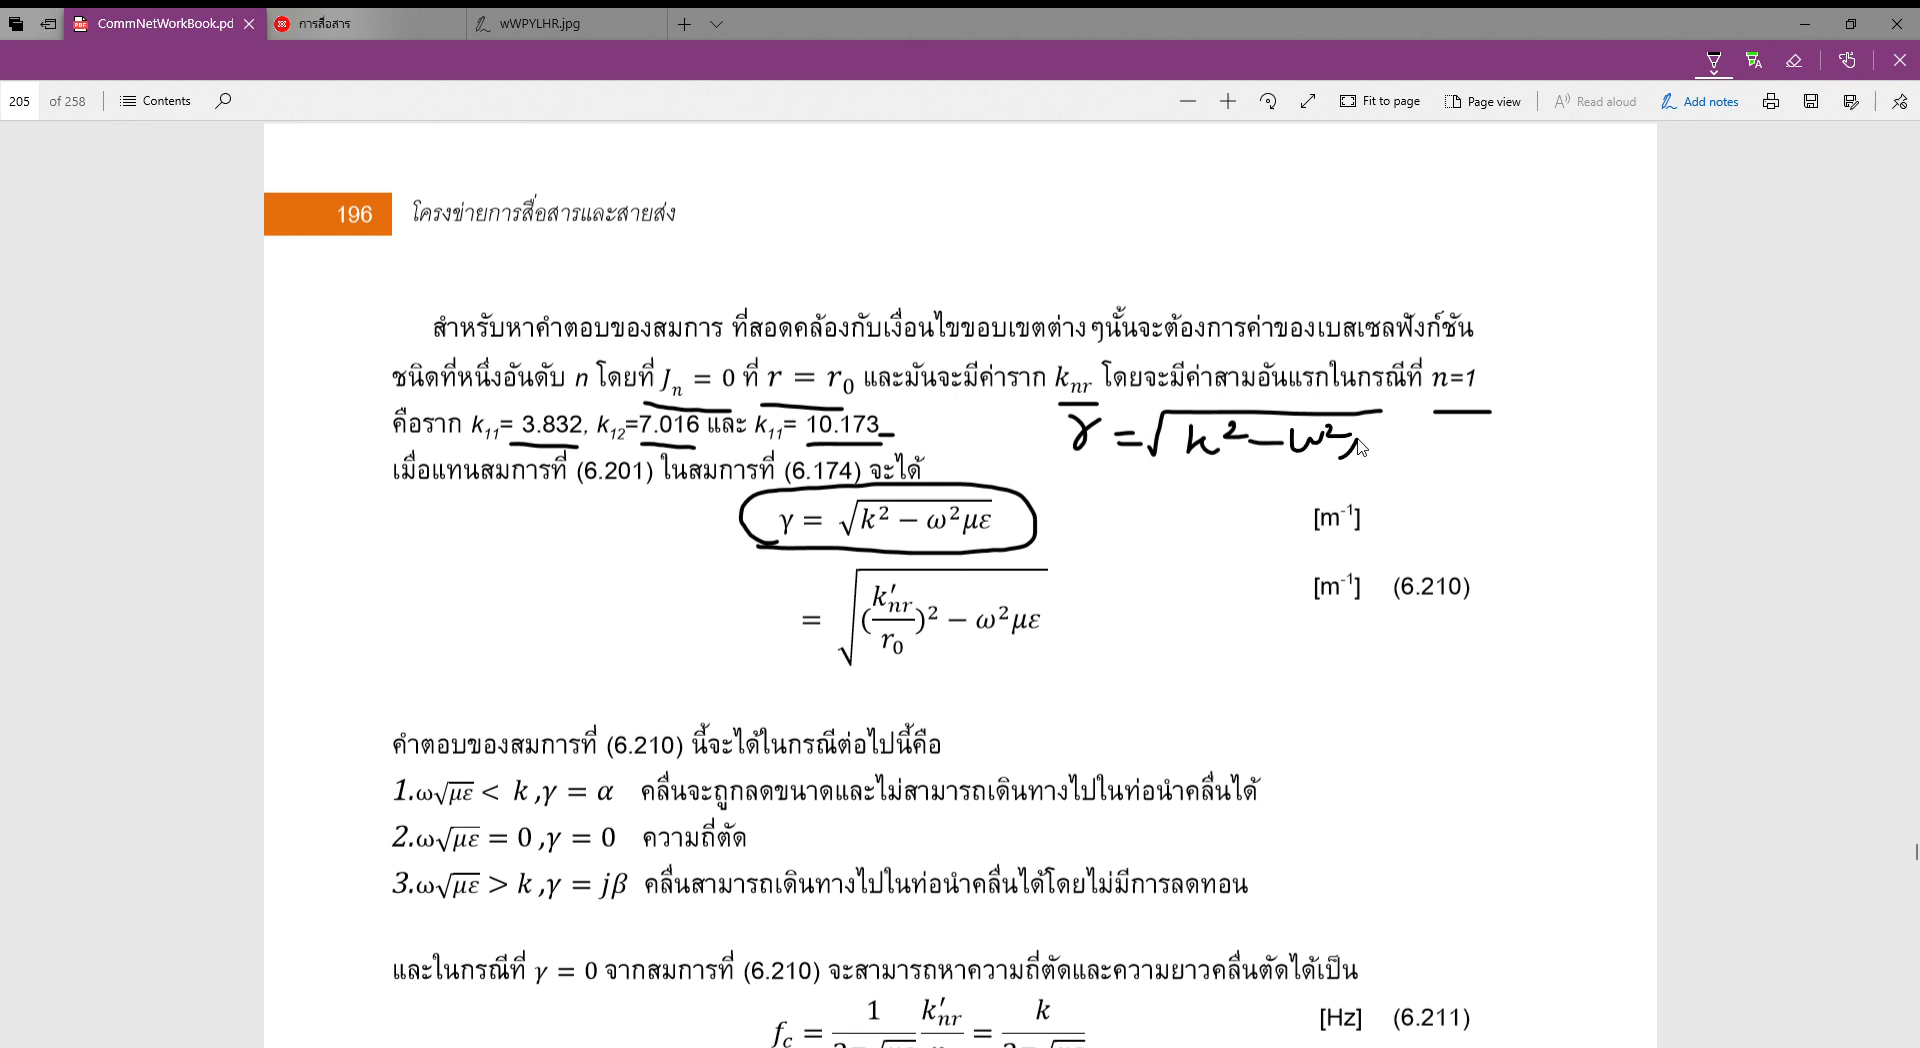 CommNetWorkBook.pd
การสื่อสาร
wWPYLHR.jpg
205 of 258 Contents Fit to page Page view Read aloud Add notes
196 โครงข่ายการสื่อสารและสายส่ง
สำหรับหาคำตอบของสมการ ที่สอดคล้องกับเงื่อนไขขอบเขตต่าง ๆนั้นจะต้องการค่าของเบสเซลฟังก์ชัน
ชนิดที่หนึ่งอันดับ n โดยที่ Jn = 0 ที่ r = r0 และมันจะมีค่าราก knr โดยจะมีค่าสามอันแรกในกรณีที่ n=1
คือราก k11= 3.832, k12=7.016 และ k11= 10.173
γ = √k² − ω²
เมื่อแทนสมการที่ (6.201) ในสมการที่ (6.174) จะได้
γ = √k² − ω²με [m-1]
= √(k′nr/r0)² − ω²με [m-1] (6.210)
คำตอบของสมการที่ (6.210) นี้จะได้ในกรณีต่อไปนี้คือ
1.ω√με < k ,γ = α คลื่นจะถูกลดขนาดและไม่สามารถเดินทางไปในท่อนำคลื่นได้
2.ω√με = 0 ,γ = 0 ความถี่ตัด
3.ω√με > k ,γ = jβ คลื่นสามารถเดินทางไปในท่อนำคลื่นได้โดยไม่มีการลดทอน
และในกรณีที่ γ = 0 จากสมการที่ (6.210) จะสามารถหาความถี่ตัดและความยาวคลื่นตัดได้เป็น
fc = 1 k′nr = k [Hz] (6.211)